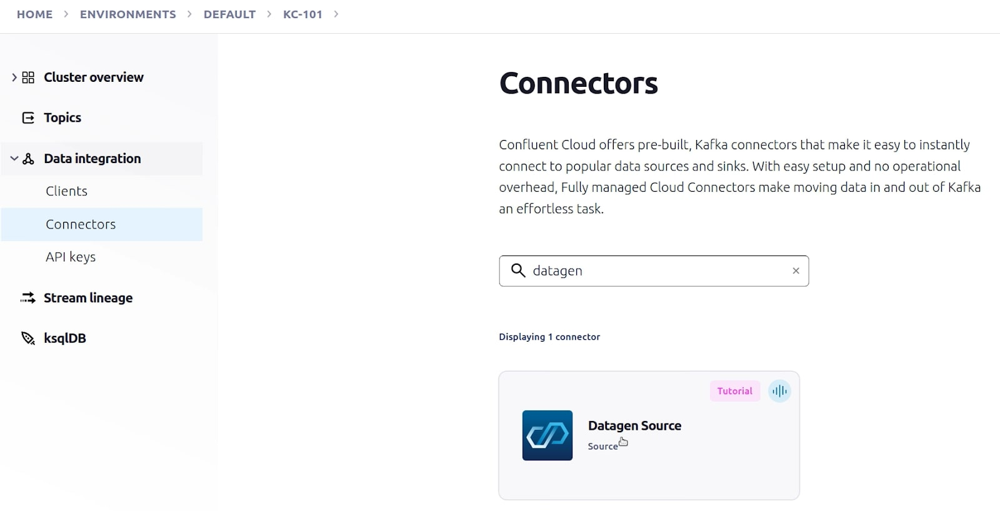 HOME > ENVIRONMENTS > DEFAULT > KC-101 >
Cluster overview
Topics
Data integration
Clients
Connectors
API keys
Stream lineage
ksqlDB
Connectors
Confluent Cloud offers pre-built, Kafka connectors that make it easy to instantly
connect to popular data sources and sinks. With easy setup and no operational
overhead, Fully managed Cloud Connectors make moving data in and out of Kafka
an effortless task.
datagen
Displaying 1 connector
Tutorial
Datagen Source
Source